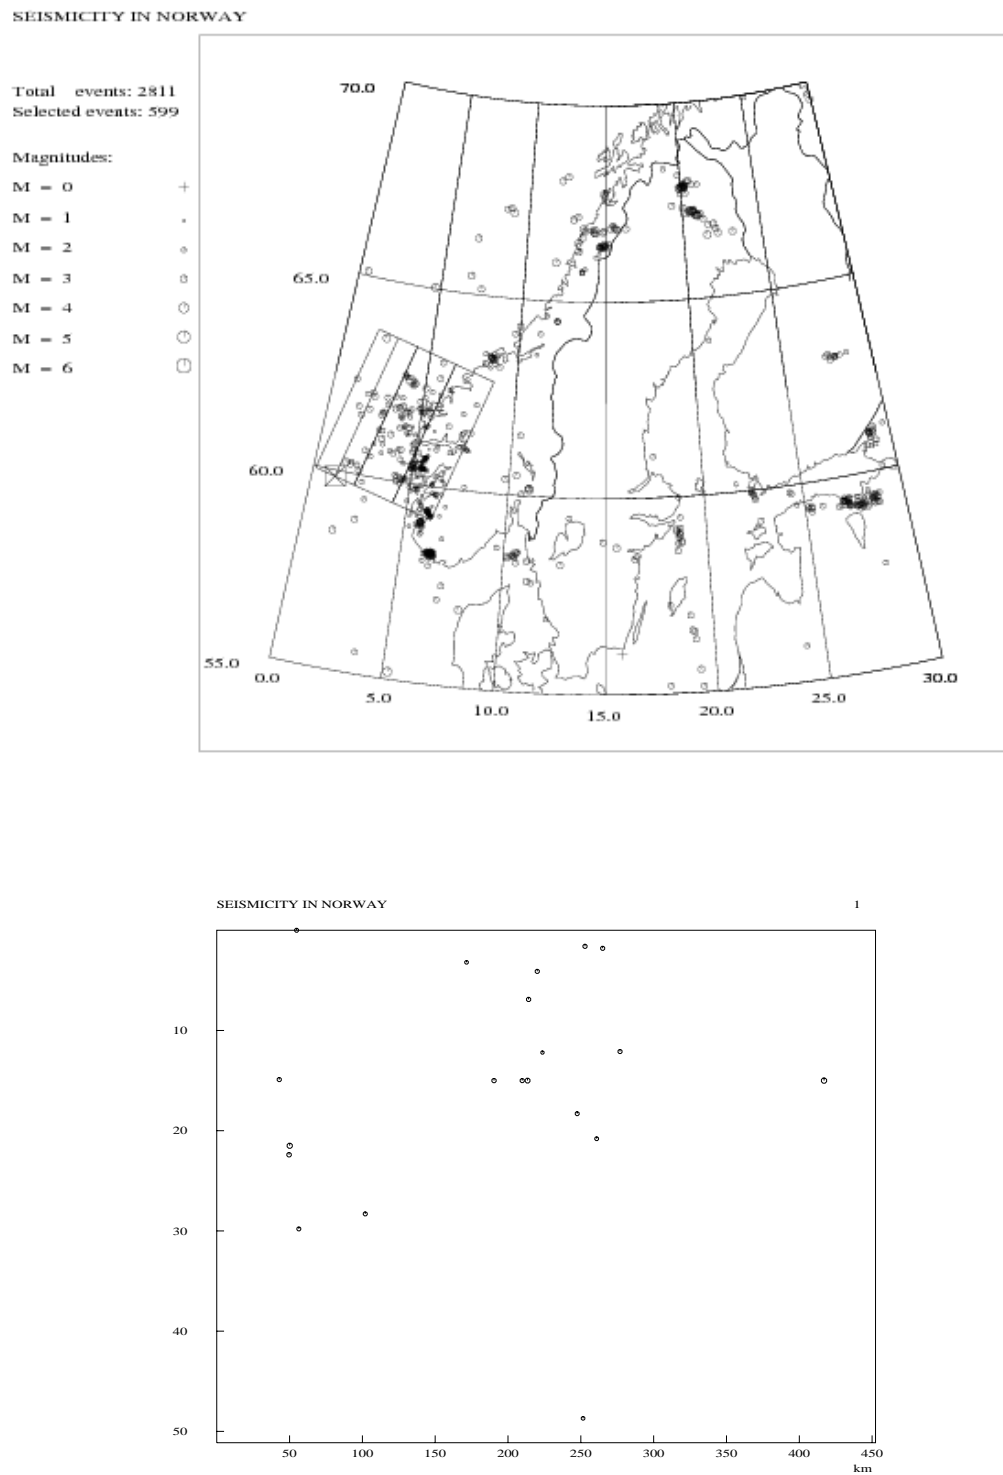 SEISMICITY IN NORWAY
Total events: 2811
Selected events: 599
Magnitudes:
M = 0
M = 1
M = 2
M = 3
M = 4
M = 5
M = 6
70.0
65.0
60.0
55.0
0.0
5.0
10.0
15.0
20.0
25.0
30.0
SEISMICITY IN NORWAY 1
10
20
30
40
50
50 100 150 200 250 300 350 400 450
km